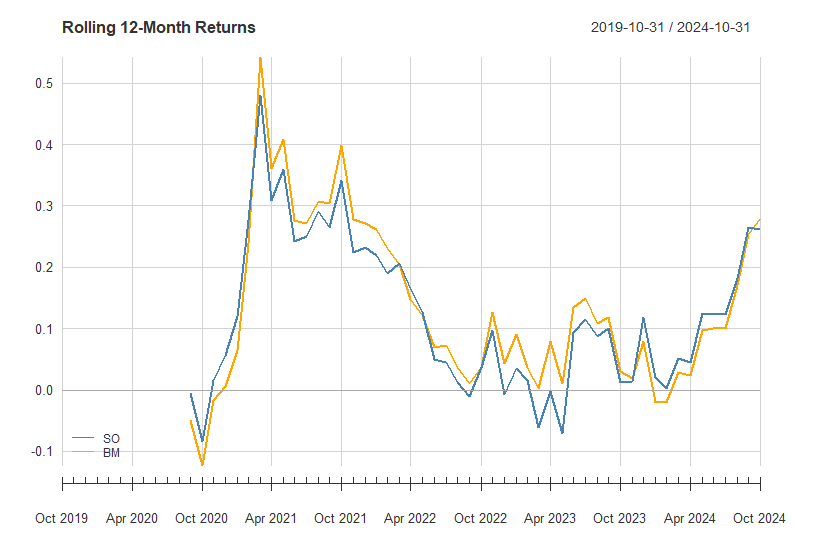 Rolling 12-Month Returns 2019-10-31 / 2024-10-31
0.5
0.4
0.3
0.2
0.1
0.0
-0.1
SO
BM
Oct 2019 Apr 2020 Oct 2020 Apr 2021 Oct 2021 Apr 2022 Oct 2022 Apr 2023 Oct 2023 Apr 2024 Oct 2024